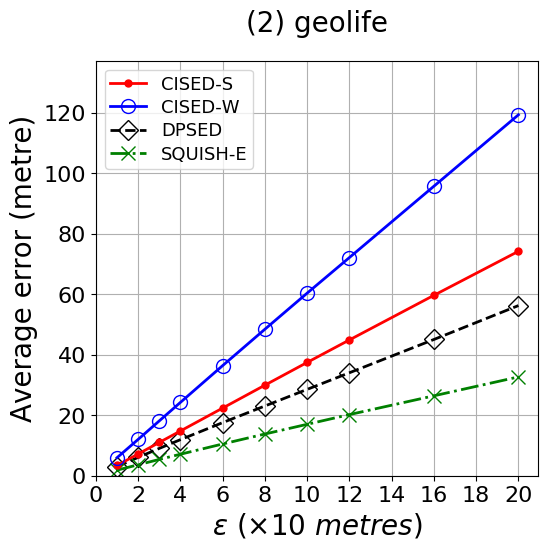 (2) geolife
CISED-S
CISED-W
DPSED
SQUISH-E
Average error (metre)
120
100
80
60
40
20
0
0 2 4 6 8 10 12 14 16 18 20
ε (×10 metres)